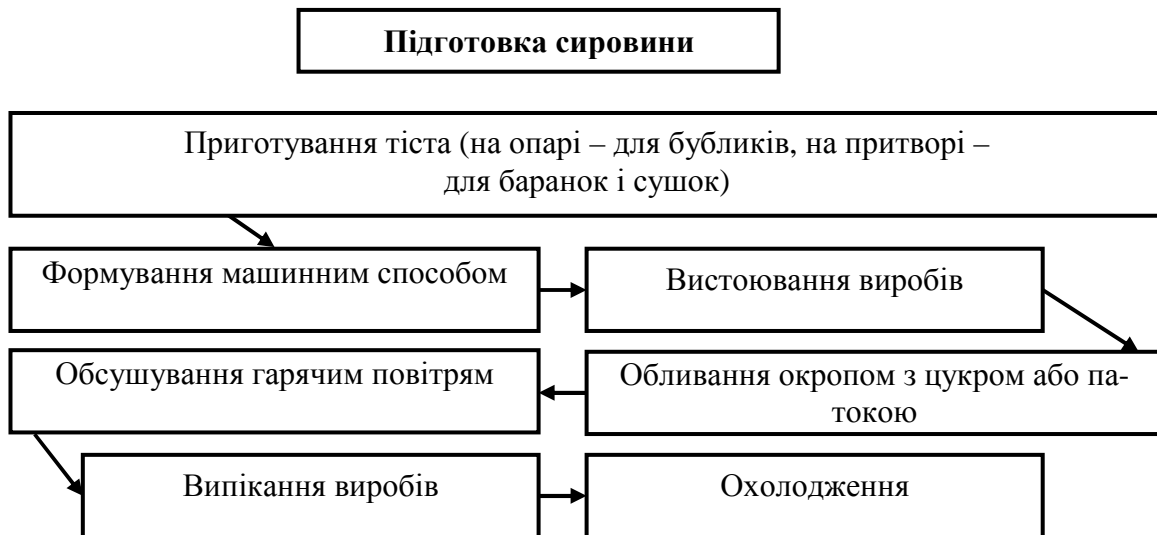 Підготовка сировини
Приготування тіста (на опарі – для бубликів, на притворі –
для баранок і сушок)
Формування машинним способом
Вистоювання виробів
Обсушування гарячим повітрям
Обливання окропом з цукром або па-
токою
Випікання виробів
Охолодження